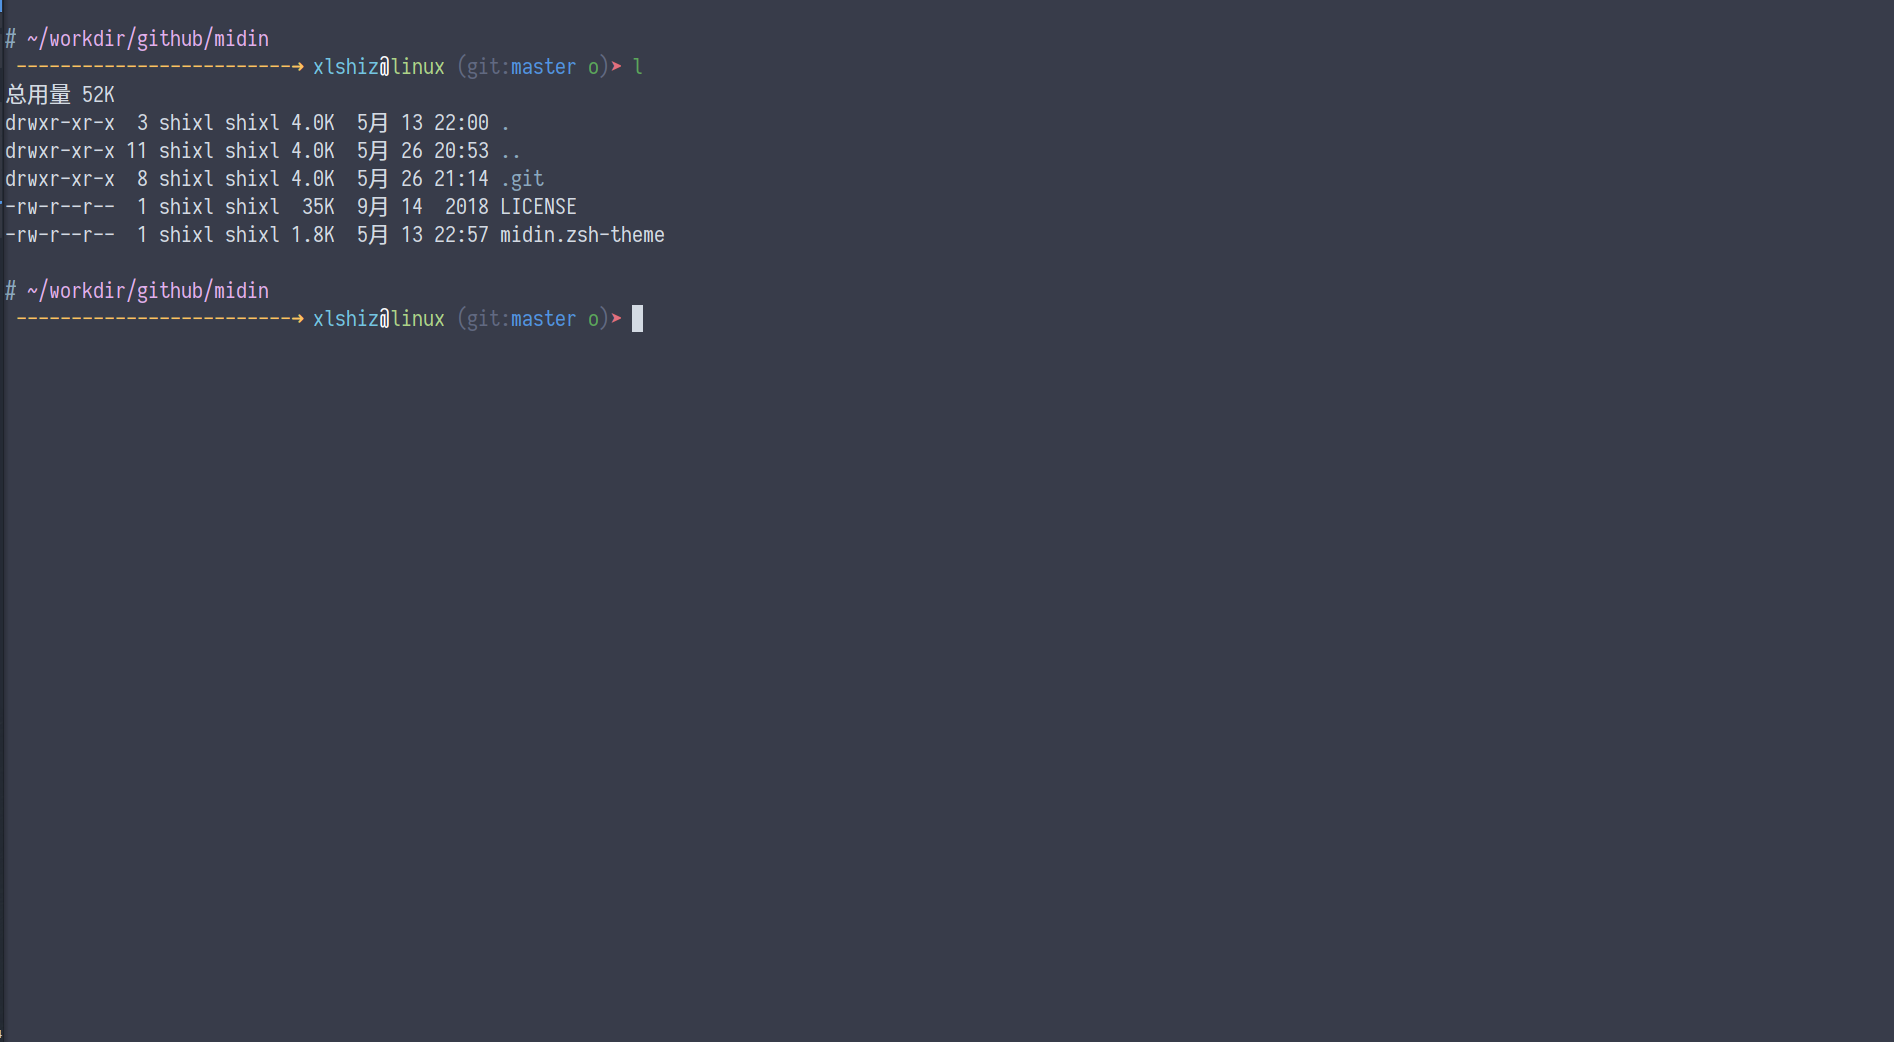 # ~/workdir/github/midin
-------------------------→ xlshiz@linux (git:master o)➤ l
总用量 52K
drwxr-xr-x  3 shixl shixl 4.0K  5月 13 22:00 .
drwxr-xr-x 11 shixl shixl 4.0K  5月 26 20:53 ..
drwxr-xr-x  8 shixl shixl 4.0K  5月 26 21:14 .git
-rw-r--r--  1 shixl shixl  35K  9月 14  2018 LICENSE
-rw-r--r--  1 shixl shixl 1.8K  5月 13 22:57 midin.zsh-theme
# ~/workdir/github/midin
-------------------------→ xlshiz@linux (git:master o)➤